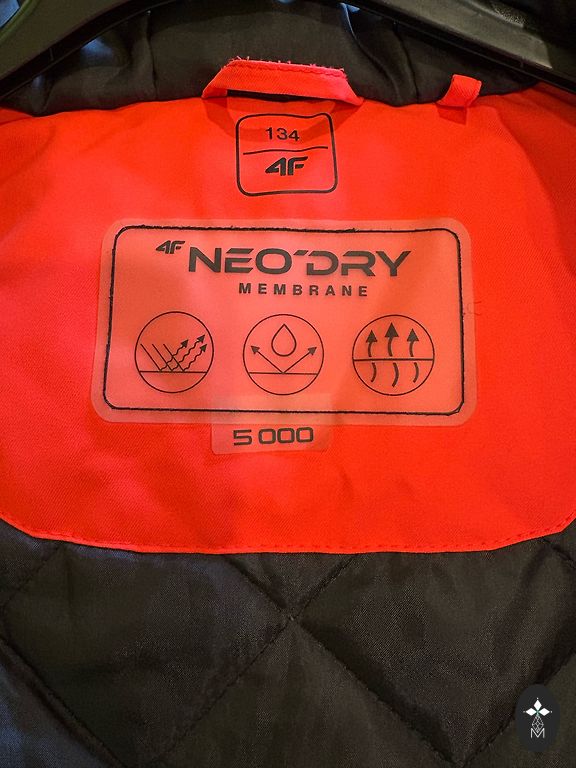 134
4F
4F NEO'DRY
MEMBRANE
5 000
M